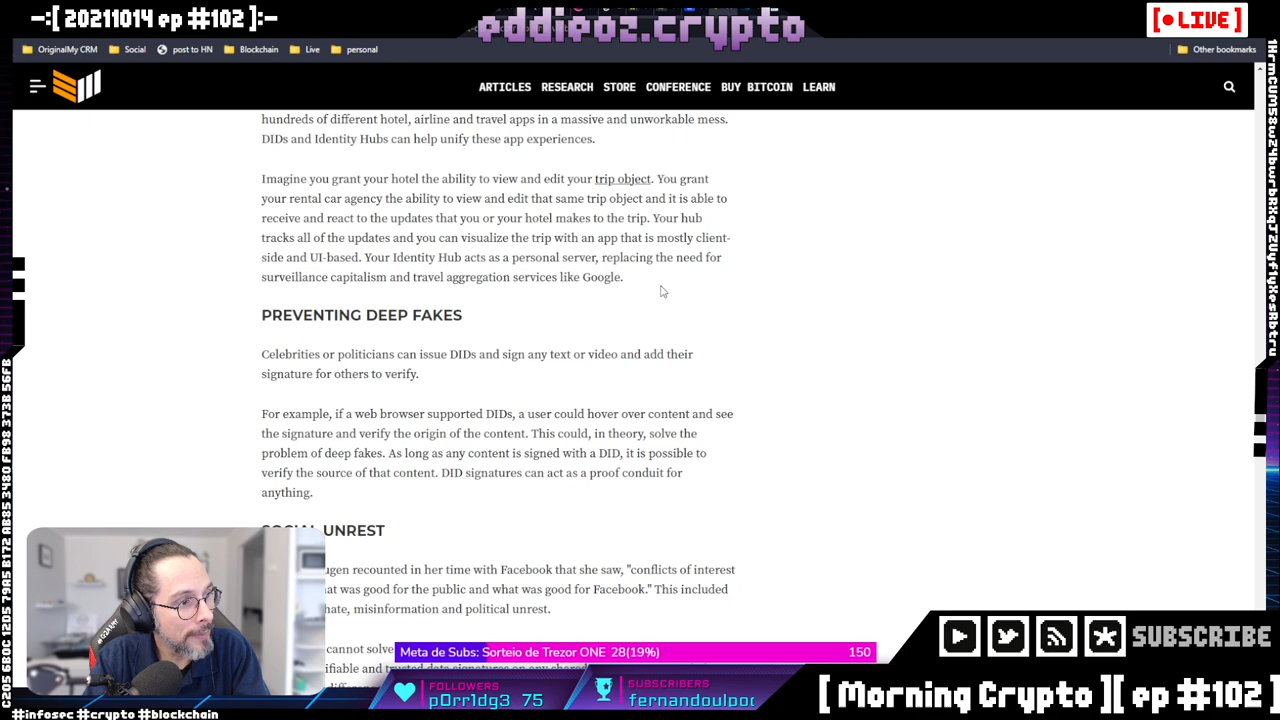 -:[ 20211014 ep #102 ]:-
eddieoz.crypto
[●LIVE]
OriginalMy CRM
Social
post to HN
Blockchain
Live
personal
Other bookmarks
ARTICLES RESEARCH STORE CONFERENCE BUY BITCOIN LEARN
hundreds of different hotel, airline and travel apps in a massive and unworkable mess.
DIDs and Identity Hubs can help unify these app experiences.
Imagine you grant your hotel the ability to view and edit your trip object. You grant
your rental car agency the ability to view and edit that same trip object and it is able to
receive and react to the updates that you or your hotel makes to the trip. Your hub
tracks all of the updates and you can visualize the trip with an app that is mostly client-
side and UI-based. Your Identity Hub acts as a personal server, replacing the need for
surveillance capitalism and travel aggregation services like Google.
PREVENTING DEEP FAKES
Celebrities or politicians can issue DIDs and sign any text or video and add their
signature for others to verify.
For example, if a web browser supported DIDs, a user could hover over content and see
the signature and verify the origin of the content. This could, in theory, solve the
problem of deep fakes. As long as any content is signed with a DID, it is possible to
verify the source of that content. DID signatures can act as a proof conduit for
anything.
SOCIAL UNREST
ugen recounted in her time with Facebook that she saw, "conflicts of interest
at was good for the public and what was good for Facebook." This included
hate, misinformation and political unrest.
cannot solve
Meta de Subs: Sorteio de Trezor ONE 28(19%) 150
SUBSCRIBE
FOLLOWERS
p0rr1dg3 75
SUBSCRIBERS
fernandoulpoc
[ Morning Crypto ][ ep #102 ]
#infosec #crypto #blockchain